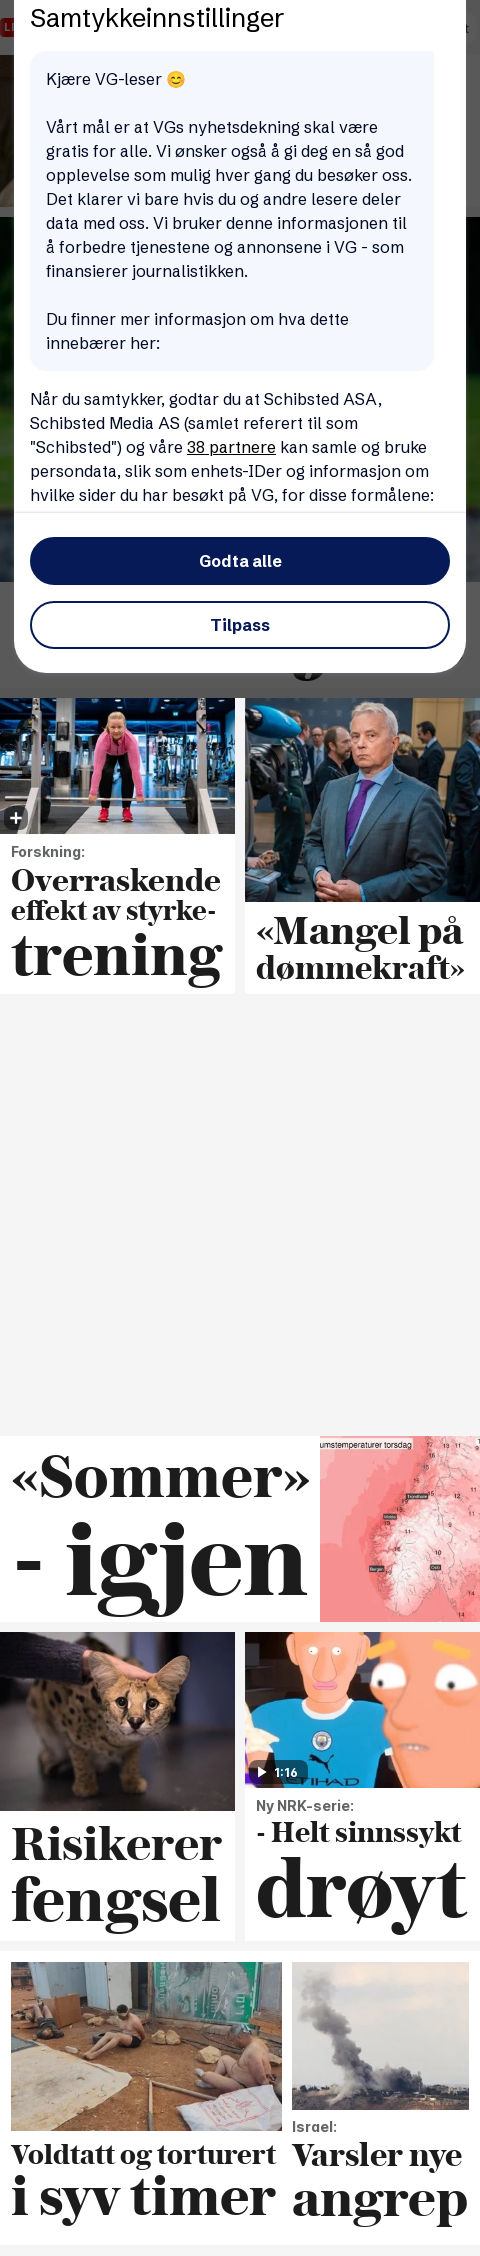 Samtykkeinnstillinger
Kjære VG-leser 😊
Vårt mål er at VGs nyhetsdekning skal være
gratis for alle. Vi ønsker også å gi deg en så god
opplevelse som mulig hver gang du besøker oss.
Det klarer vi bare hvis du og andre lesere deler
data med oss. Vi bruker denne informasjonen til
å forbedre tjenestene og annonsene i VG - som
finansierer journalistikken.
Du finner mer informasjon om hva dette
innebærer her:
Når du samtykker, godtar du at Schibsted ASA,
Schibsted Media AS (samlet referert til som
"Schibsted") og våre 38 partnere kan samle og bruke
persondata, slik som enhets-IDer og informasjon om
hvilke sider du har besøkt på VG, for disse formålene:
Godta alle
Tilpass
Forskning:
Overraskende
effekt av styrke-
trening
«Mangel på
dømmekraft»
«Sommer»
- igjen
umstemperaturer torsdag
Risikerer
fengsel
1:16
ETIHAD
Ny NRK-serie:
- Helt sinnssykt
drøyt
Voldtatt og torturert
i syv timer
Israel:
Varsler nye
angrep